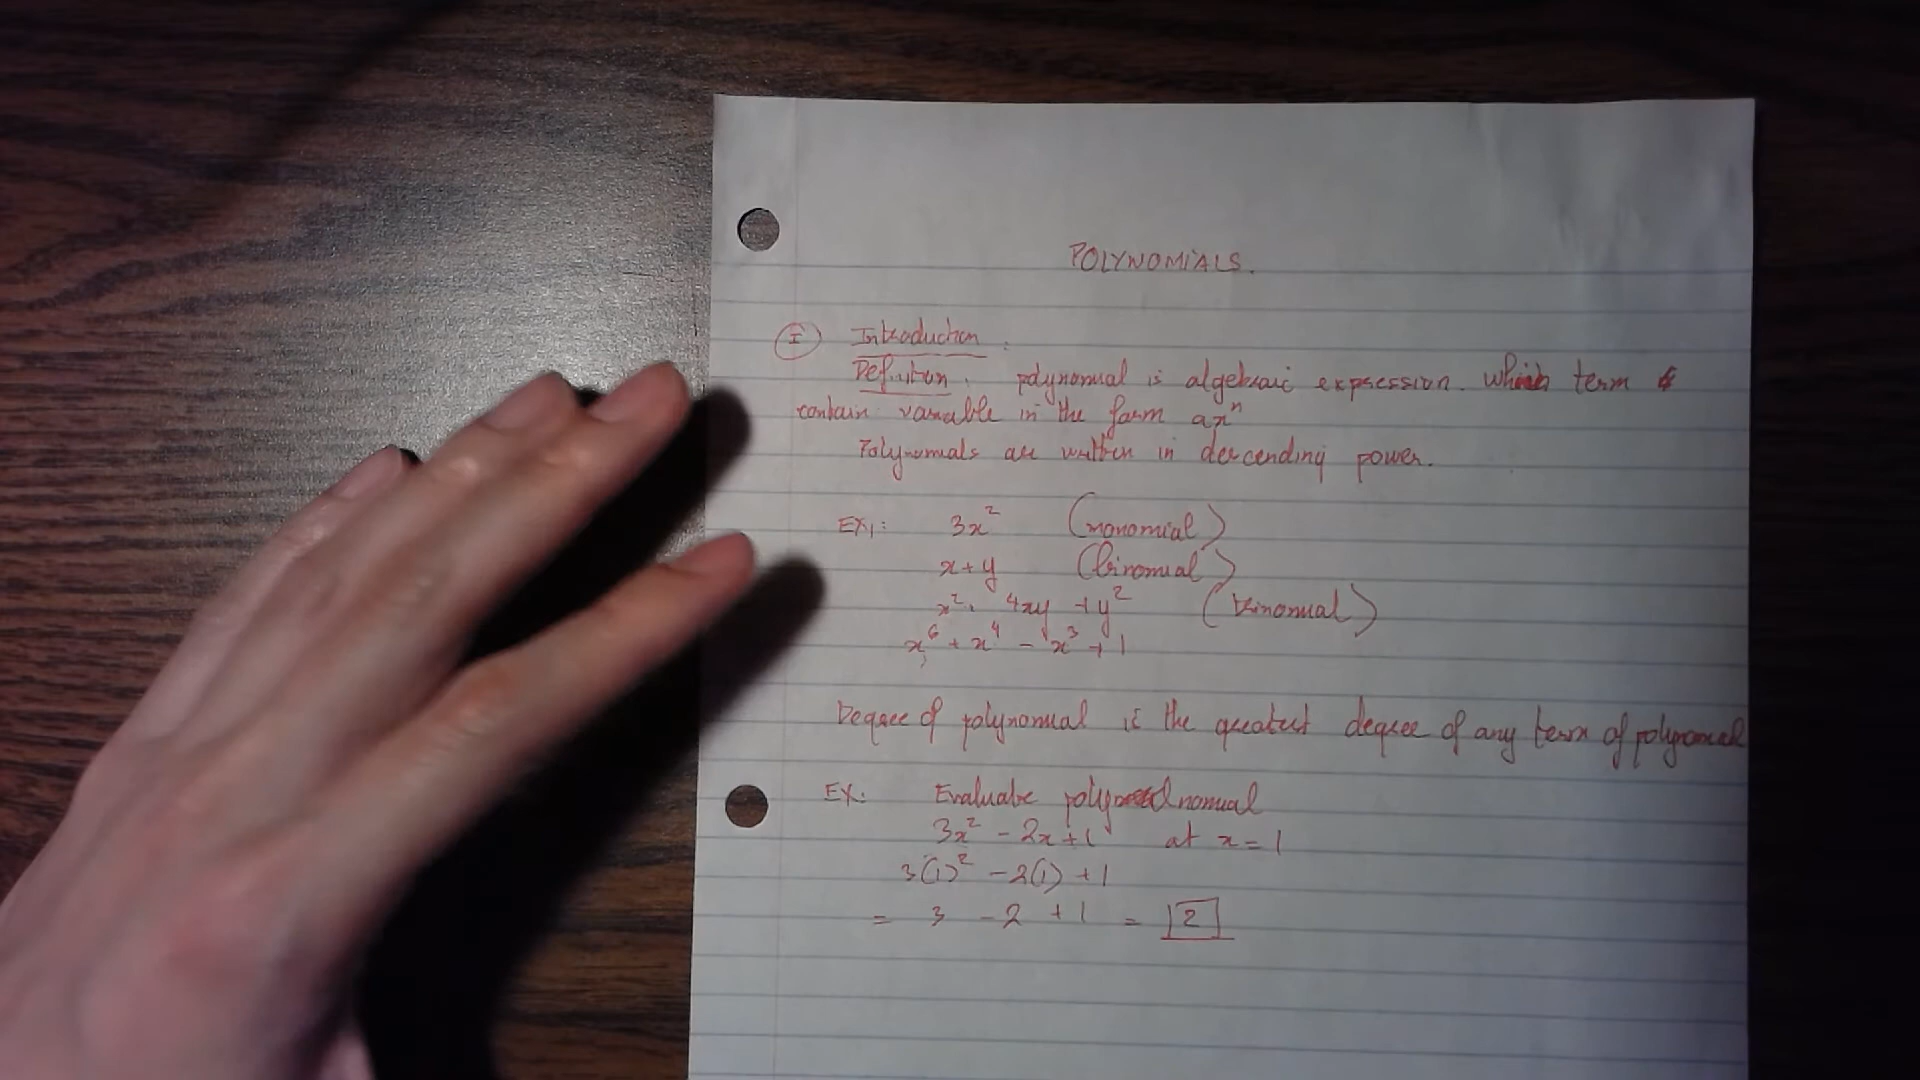 POLYNOMIALS.
I Introduction.
Definition. polynomial is algebraic expression. which term
contain variable in the form axⁿ
Polynomials are written in descending power.
EX1: 3x² (monomial)
x+y (binomial)
x². 4xy + y² (trinomial)
x⁶ + x⁴ - x³ + 1
Degree of polynomial is the greatest degree of any term of polynomial
EX: Evaluate polynomial
3x² - 2x + 1 at x = 1
3(1)² - 2(1) + 1
= 3 - 2 + 1 = 2